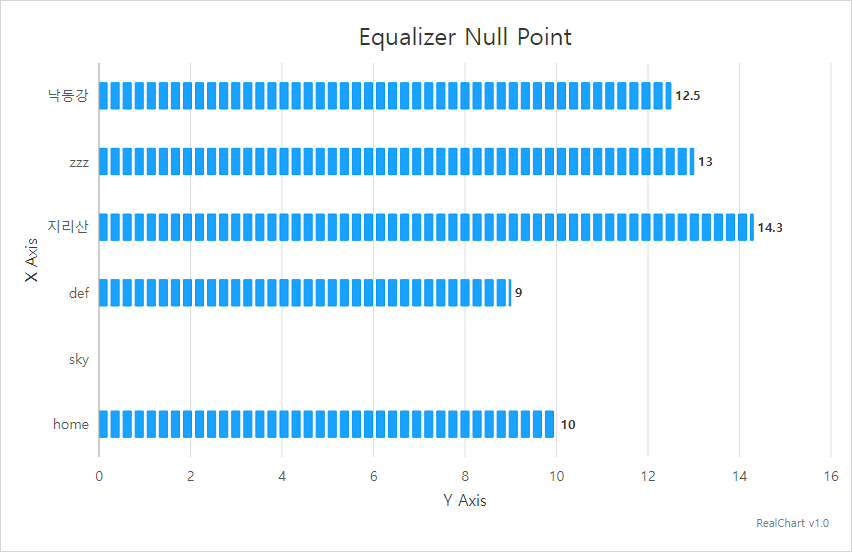 Equalizer Null Point
낙동강
12.5
zzz
13
지리산
14.3
X Axis
def
9
sky
home
10
0 2 4 6 8 10 12 14 16
Y Axis
RealChart v1.0